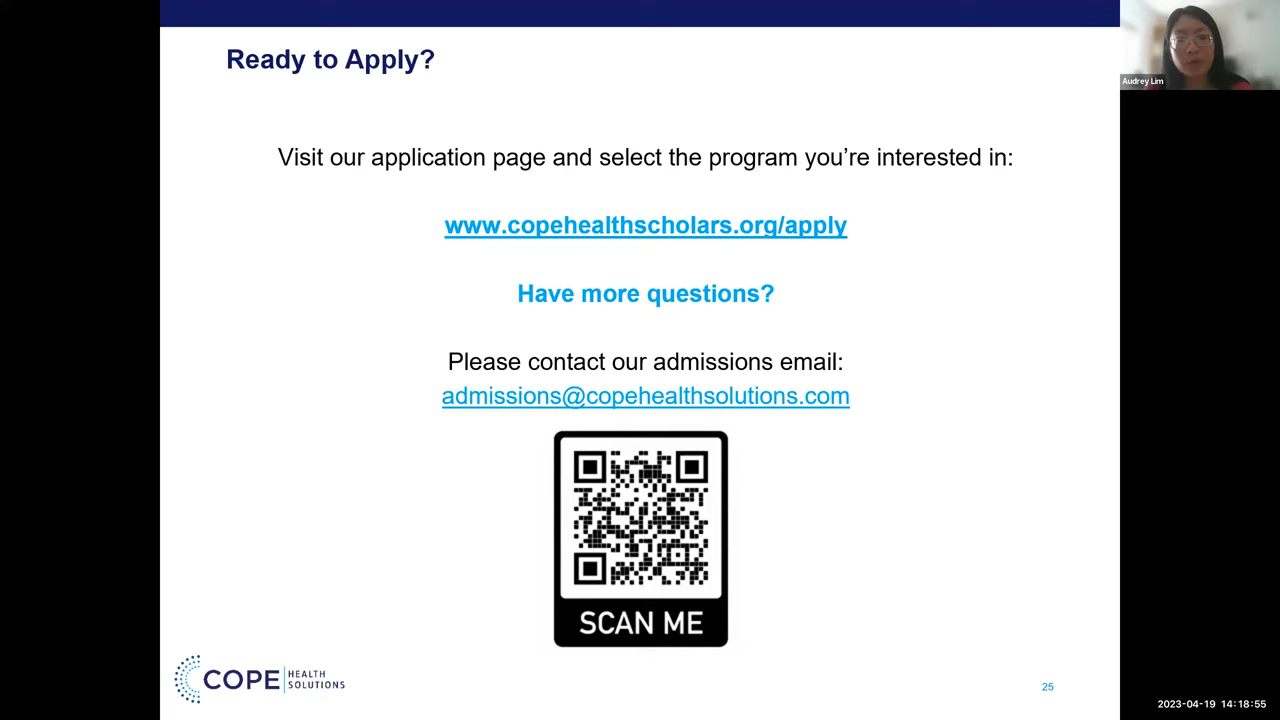 Ready to Apply?
Audrey Lim
Visit our application page and select the program you’re interested in:
www.copehealthscholars.org/apply
Have more questions?
Please contact our admissions email:
admissions@copehealthsolutions.com
SCAN ME
COPE HEALTH
SOLUTIONS
25
2023-04-19 14:18:55